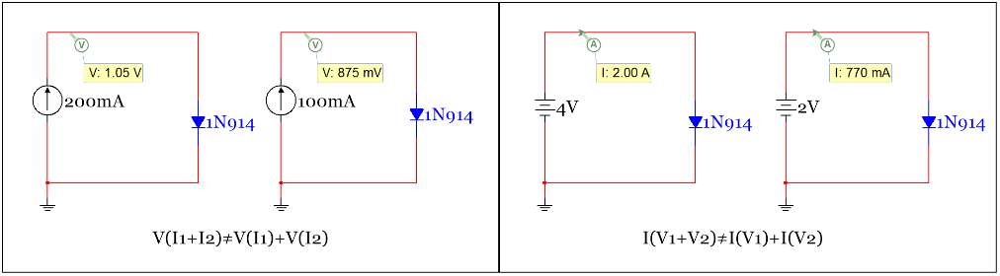 V: 1.05 V
200mA
1N914
V
V: 875 mV
100mA
1N914
V
V(I1+I2)≠V(I1)+V(I2)
A
I: 2.00 A
4V
1N914
A
I: 770 mA
2V
1N914
I(V1+V2)≠I(V1)+I(V2)